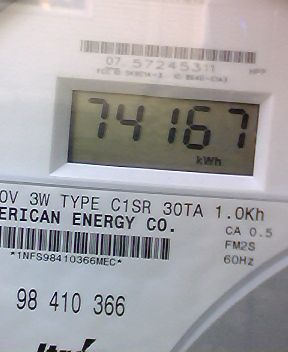 07. 57245311
74167
kWh
0V 3W TYPE C1SR 30TA 1.0Kh
ERICAN ENERGY CO.
CA 0.5
FM2S
*1NFS98410366MEC*
60Hz
98 410 366